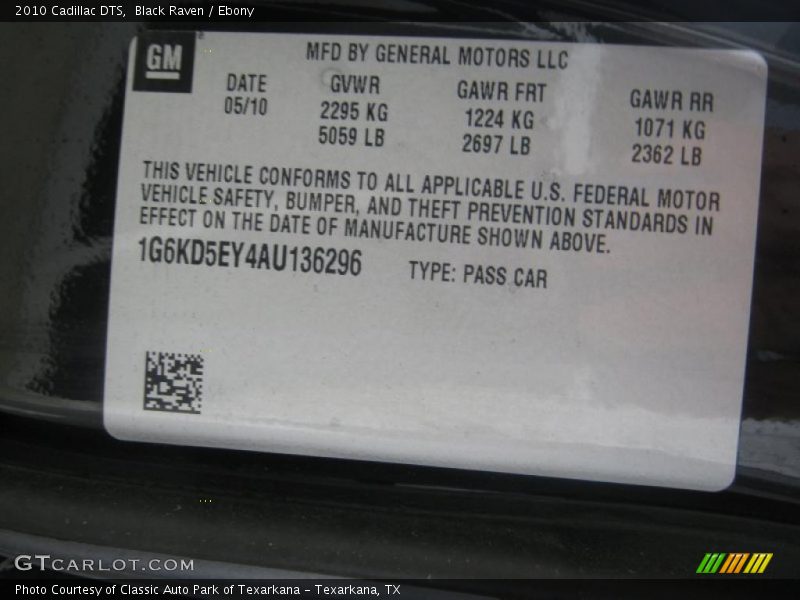 2010 Cadillac DTS, Black Raven / Ebony
GM
MFD BY GENERAL MOTORS LLC
DATE GVWR GAWR FRT GAWR RR
05/10 2295 KG 1224 KG 1071 KG
5059 LB 2697 LB 2362 LB
THIS VEHICLE CONFORMS TO ALL APPLICABLE U.S. FEDERAL MOTOR
VEHICLE SAFETY, BUMPER, AND THEFT PREVENTION STANDARDS IN
EFFECT ON THE DATE OF MANUFACTURE SHOWN ABOVE.
1G6KD5EY4AU136296 TYPE: PASS CAR
GTCARLOT.COM
Photo Courtesy of Classic Auto Park of Texarkana – Texarkana, TX